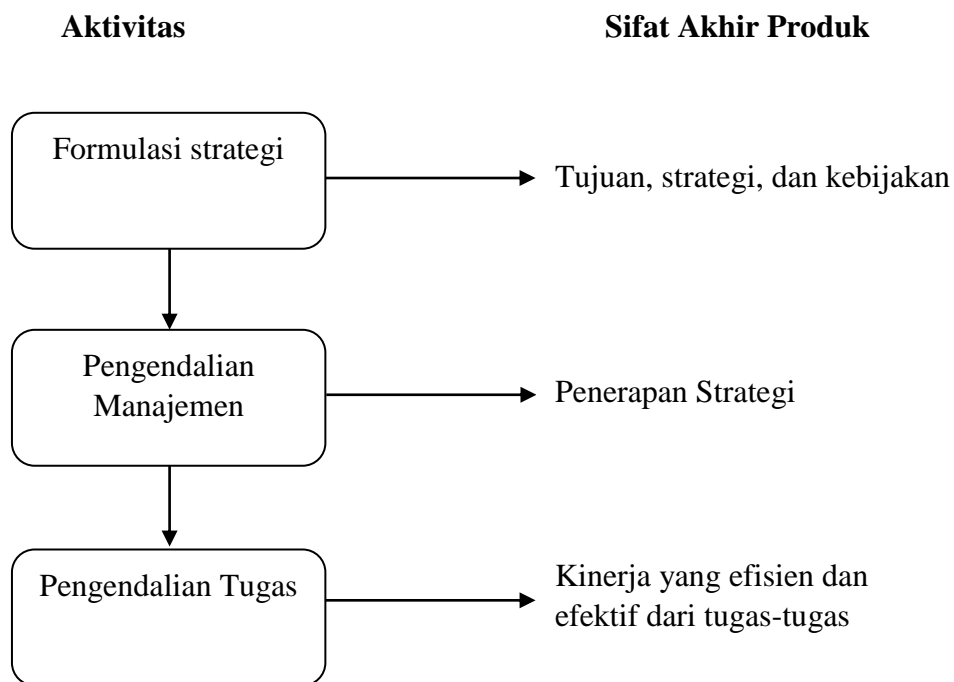 Aktivitas
Sifat Akhir Produk
Formulasi strategi
Tujuan, strategi, dan kebijakan
Pengendalian
Manajemen
Penerapan Strategi
Pengendalian Tugas
Kinerja yang efisien dan
efektif dari tugas-tugas